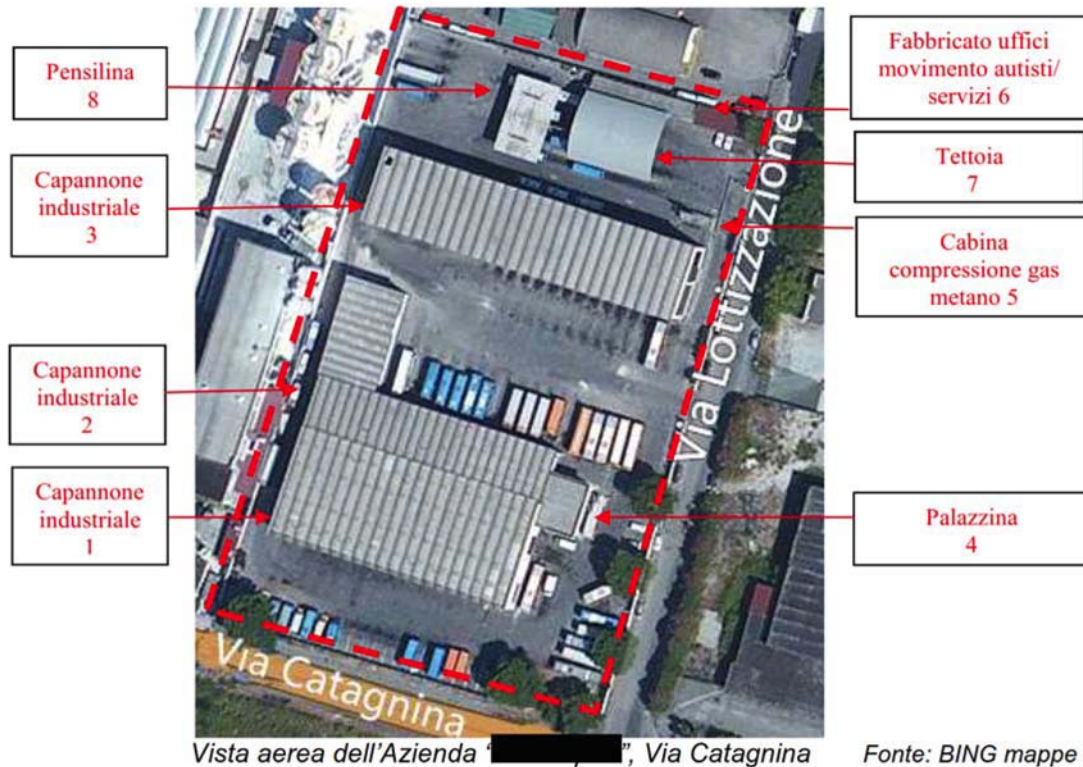 Pensilina
8
Capannone
industriale
3
Capannone
industriale
2
Capannone
industriale
1
Fabbricato uffici
movimento autisti/
servizi 6
Tettoia
7
Cabina
compressione gas
metano 5
Palazzina
4
Via Lottizzazione
Via Catagnina
Vista aerea dell'Azienda “ ”, Via Catagnina
Fonte: BING mappe